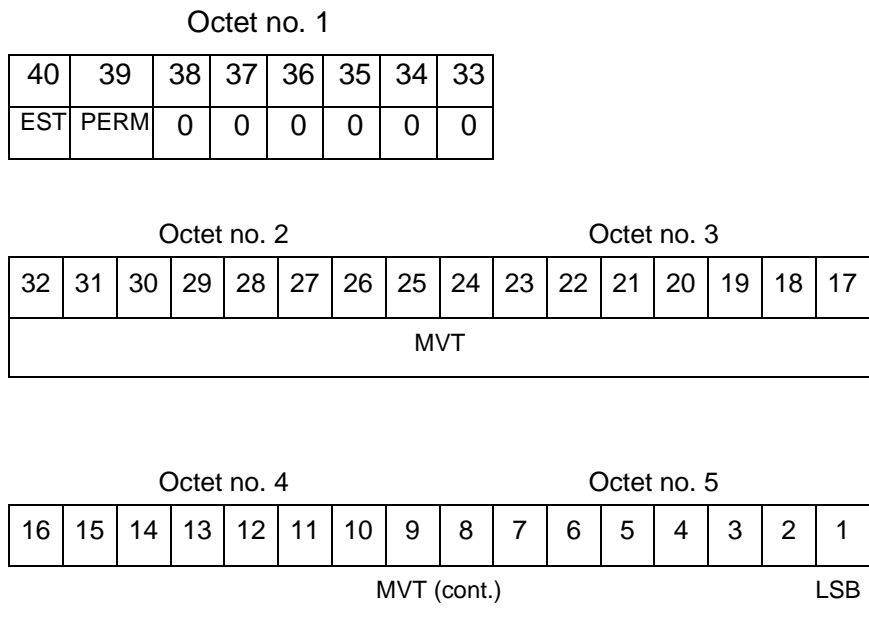 Octet no. 1
40 39 38 37 36 35 34 33
EST PERM 0 0 0 0 0 0
Octet no. 2 Octet no. 3
32 31 30 29 28 27 26 25 24 23 22 21 20 19 18 17
MVT
Octet no. 4 Octet no. 5
16 15 14 13 12 11 10 9 8 7 6 5 4 3 2 1
MVT (cont.) LSB